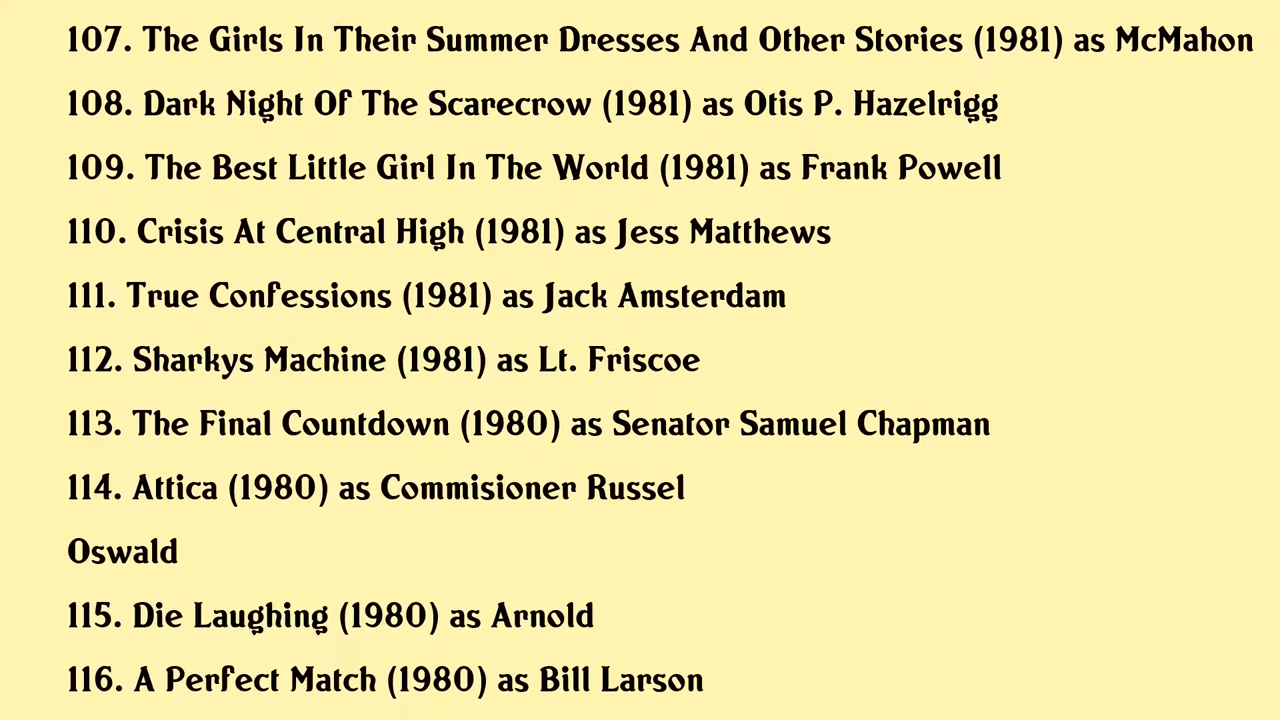 107. The Girls In Their Summer Dresses And Other Stories (1981) as McMahon
108. Dark Night Of The Scarecrow (1981) as Otis P. Hazelrigg
109. The Best Little Girl In The World (1981) as Frank Powell
110. Crisis At Central High (1981) as Jess Matthews
111. True Confessions (1981) as Jack Amsterdam
112. Sharkys Machine (1981) as Lt. Friscoe
113. The Final Countdown (1980) as Senator Samuel Chapman
114. Attica (1980) as Commisioner Russel
Oswald
115. Die Laughing (1980) as Arnold
116. A Perfect Match (1980) as Bill Larson